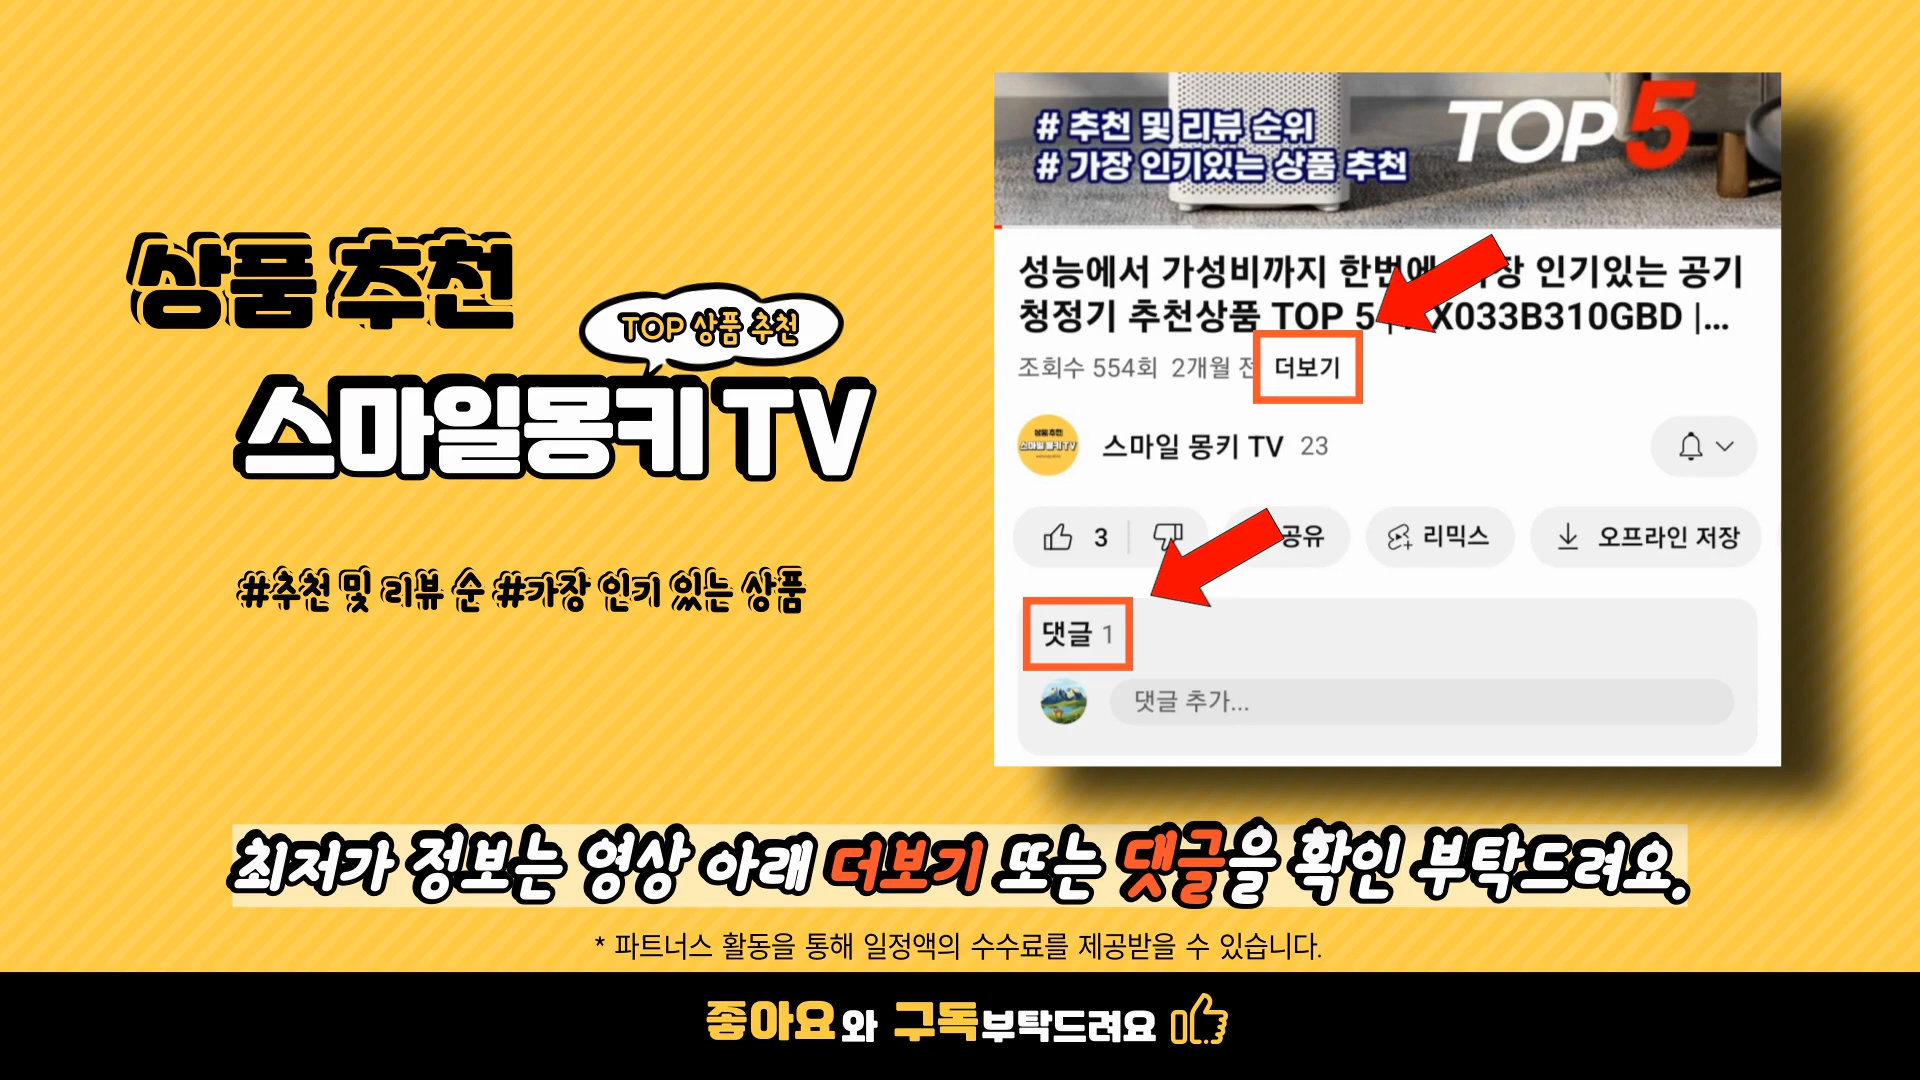 상품 추천
TOP 상품 추천
스마일몽키 TV
#추천 및 리뷰 순 #가장 인기 있는 상품
# 추천 및 리뷰 순위
# 가장 인기있는 상품 추천
TOP 5
성능에서 가성비까지 한번에 인기있는 공기
청정기 추천상품 TOP 5 X033B310GBD |...
조회수 554회 2개월 전 더보기
스마일 몽키 TV 23
3 공유 리믹스 오프라인 저장
댓글 1
댓글 추가...
최저가 정보는 영상 아래 더보기 또는 댓글을 확인 부탁드려요.
* 파트너스 활동을 통해 일정액의 수수료를 제공받을 수 있습니다.
좋아요와 구독부탁드려요